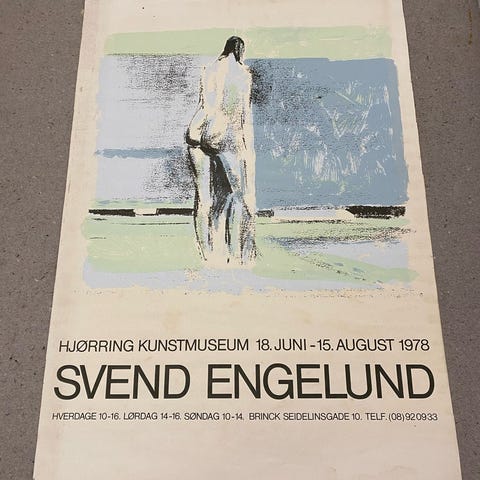 HJØRRING KUNSTMUSEUM 18. JUNI - 15. AUGUST 1978
SVEND ENGELUND
HVERDAGE 10-16. LØRDAG 14-16. SØNDAG 10-14. BRINCK SEIDELINSGADE 10. TELF. (08) 92 09 33